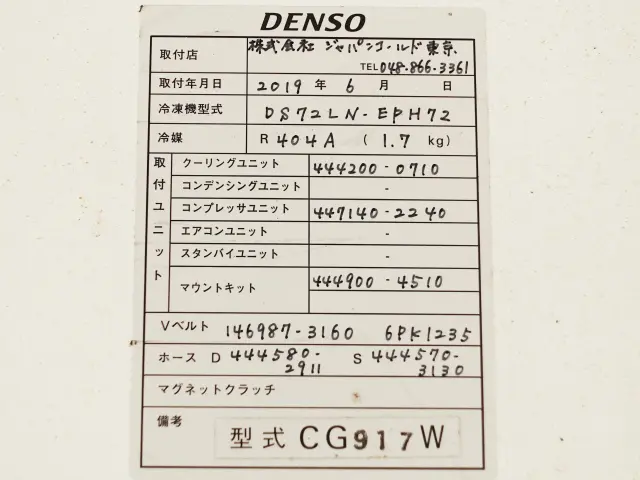 DENSO
取付店 株式会社 ジャパンコールド東京
TEL 048-866-3361
取付年月日 2019 年 6 月 日
冷凍機型式 DS72LN-EPH72
冷媒 R 404A ( 1.7 kg)
取付ユニット
クーリングユニット 444200-0710
コンデンシングユニット -
コンプレッサユニット 447140-2240
エアコンユニット -
スタンバイユニット -
マウントキット 444900-4510
Vベルト 146987-3160 6PK1235
ホース D 444580-2911 S 444570-3130
マグネットクラッチ
備考
型式 CG917W